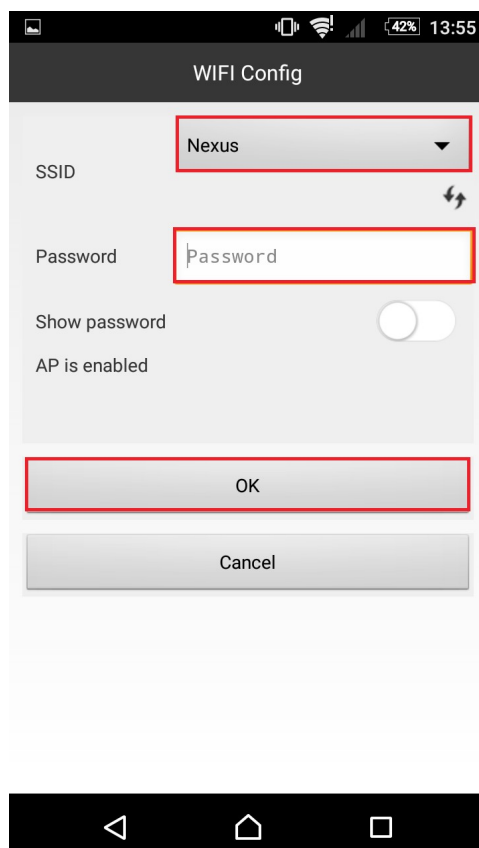 42% 13:55
WIFI Config
Nexus
SSID
Password Password
Show password
AP is enabled
OK
Cancel